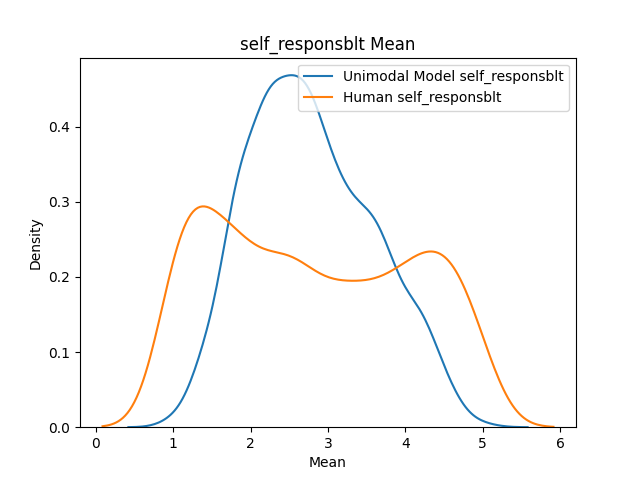 self_responsblt Mean
Unimodal Model self_responsblt
Human self_responsblt
Density
0.4
0.3
0.2
0.1
0.0
0 1 2 3 4 5 6
Mean